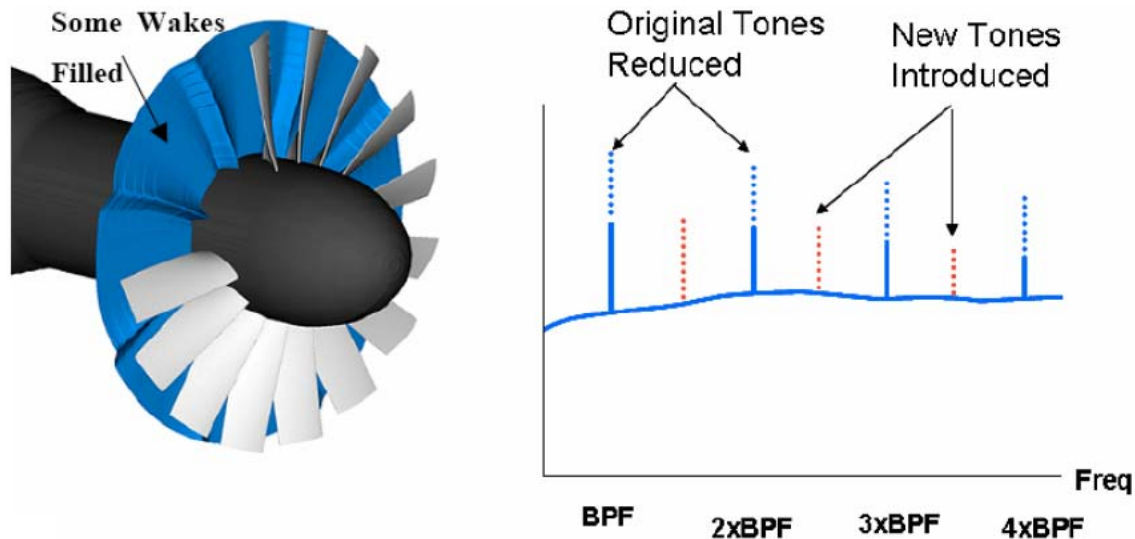 Some Wakes
Filled
Original Tones
Reduced
New Tones
Introduced
Freq
BPF
2xBPF
3xBPF
4xBPF